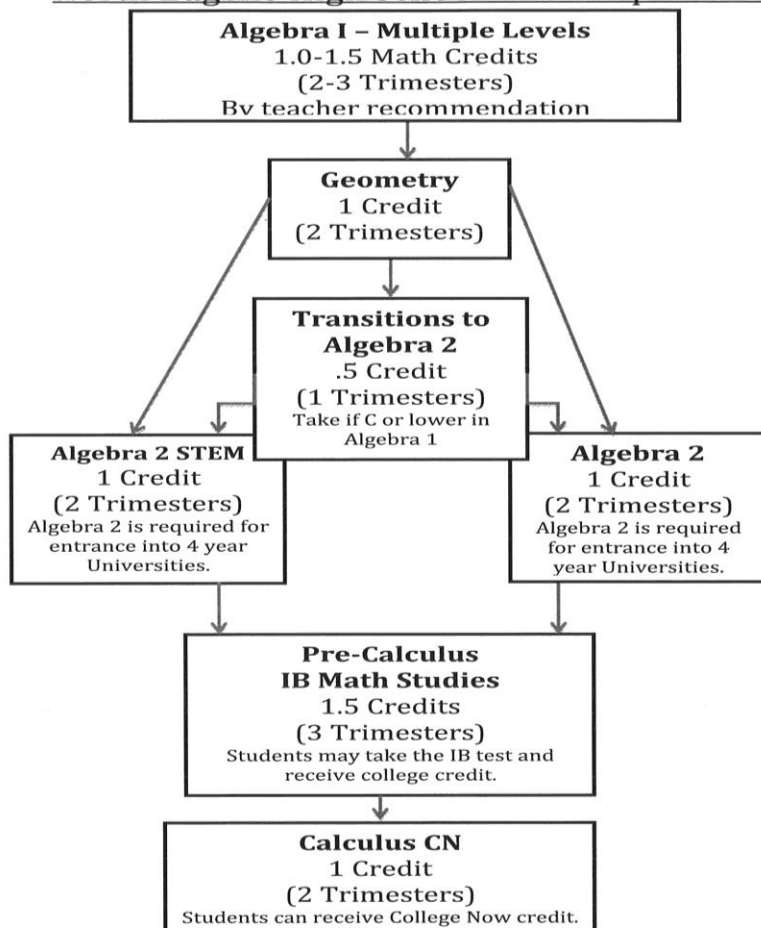 Algebra I – Multiple Levels
1.0-1.5 Math Credits
(2-3 Trimesters)
By teacher recommendation
Geometry
1 Credit
(2 Trimesters)
Transitions to
Algebra 2
.5 Credit
(1 Trimesters)
Take if C or lower in
Algebra 1
Algebra 2 STEM
1 Credit
(2 Trimesters)
Algebra 2 is required for
entrance into 4 year
Universities.
Algebra 2
1 Credit
(2 Trimesters)
Algebra 2 is required
for entrance into 4
year Universities.
Pre-Calculus
IB Math Studies
1.5 Credits
(3 Trimesters)
Students may take the IB test and
receive college credit.
Calculus CN
1 Credit
(2 Trimesters)
Students can receive College Now credit.